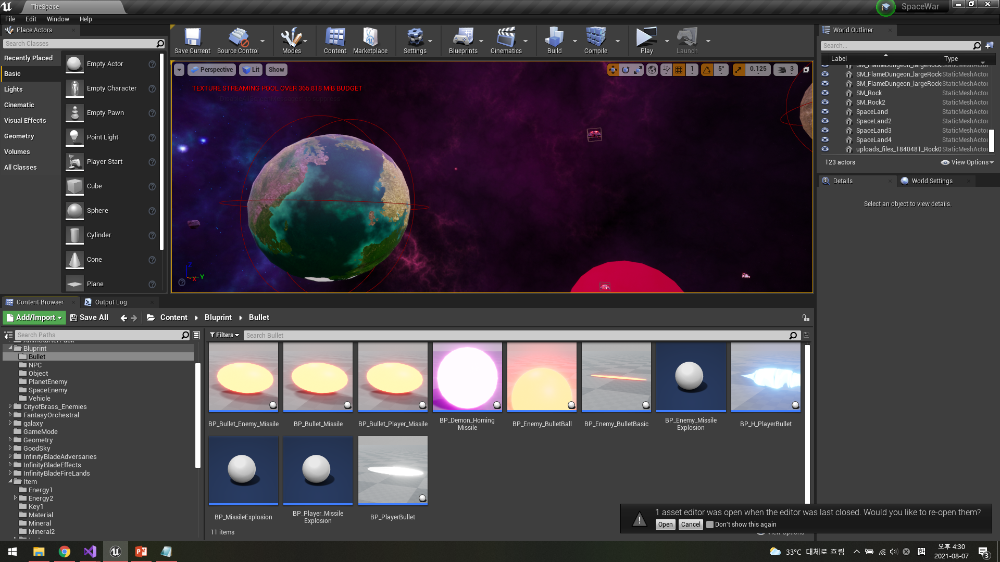 TheSpace
SpaceWar
File Edit Window Help
Place Actors
Search Classes
Recently Placed
Basic
Lights
Cinematic
Visual Effects
Geometry
Volumes
All Classes
Empty Actor
Empty Character
Empty Pawn
Point Light
Player Start
Cube
Sphere
Cylinder
Cone
Plane
Save Current
Source Control
Modes
Content
Marketplace
Settings
Blueprints
Cinematics
Build
Compile
Play
Launch
Perspective
Lit
Show
1
5°
0.125
3
TEXTURE STREAMING POOL OVER 365.818 MiB BUDGET
'DisableAllScreenMessages' to suppress
Z
Y
X
World Outliner
Search...
Label Type
SM_FlameDungeon_largeRock StaticMeshActor
SM_FlameDungeon_largeRock StaticMeshActor
SM_FlameDungeon_largeRock StaticMeshActor
SM_Rock StaticMeshActor
SM_Rock2 StaticMeshActor
SpaceLand StaticMeshActor
SpaceLand2 StaticMeshActor
SpaceLand3 StaticMeshActor
SpaceLand4 StaticMeshActor
uploads_files_1840481_Rock0 StaticMeshActor
123 actors
View Options
Details
World Settings
Select an object to view details.
Content Browser
Output Log
Add/Import
Save All
Content
Bluprint
Bullet
Search Paths
Filters
Search Bullet
AnimStarterPack
Bluprint
Bullet
NPC
Object
PlanetEnemy
SpaceEnemy
Vehicle
CityofBrass_Enemies
FantasyOrchestral
galaxy
GameMode
Geometry
GoodSky
InfinityBladeAdversaries
InfinityBladeEffects
InfinityBladeFireLands
Item
Energy1
Energy2
Key1
Material
Mineral
Mineral2
BP_Bullet_Enemy_Missile
BP_Bullet_Missile
BP_Bullet_Player_Missile
BP_Demon_Homing
Missile
BP_Enemy_BulletBall
BP_Enemy_BulletBasic
BP_Enemy_Missile
Explosion
BP_H_PlayerBullet
BP_MissileExplosion
BP_Player_Missile
Explosion
BP_PlayerBullet
11 items
View Options
1 asset editor was open when the editor was last closed. Would you like to re-open them?
Open
Cancel
Don't show this again
33°C 대체로 흐림
한
오후 4:30
2021-08-07
3